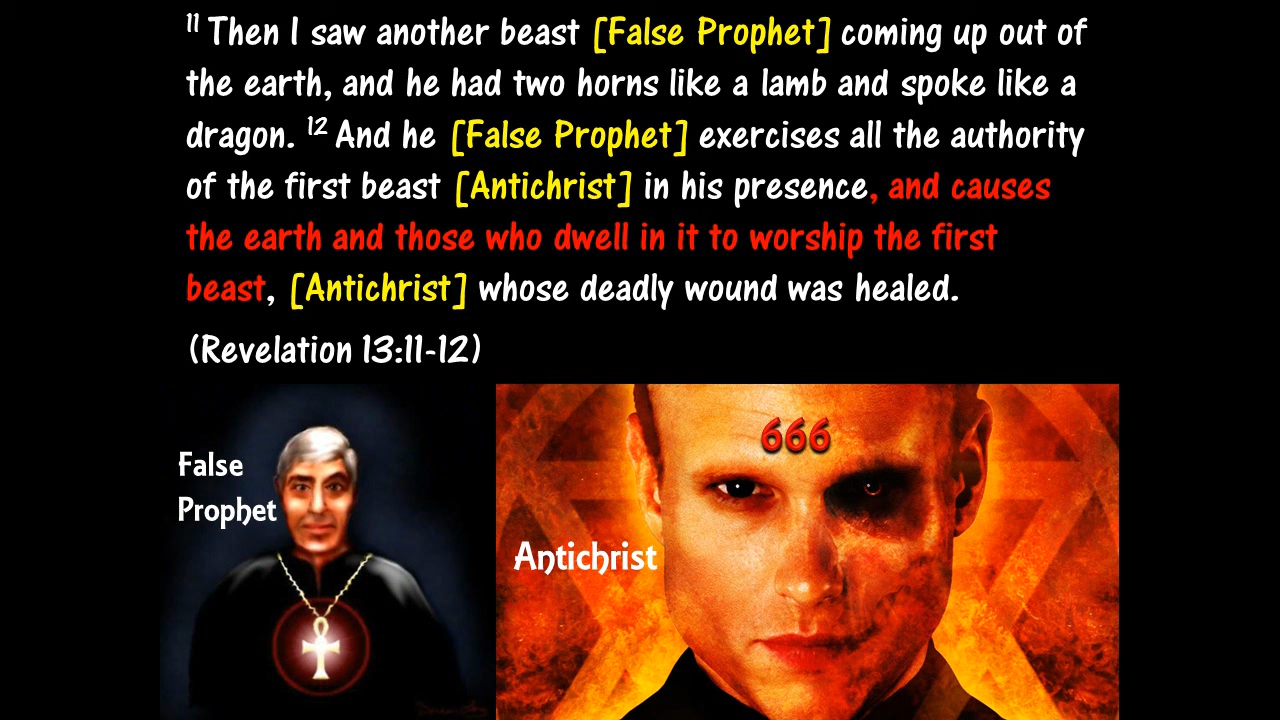 ¹¹ Then I saw another beast [False Prophet] coming up out of
the earth, and he had two horns like a lamb and spoke like a
dragon. ¹² And he [False Prophet] exercises all the authority
of the first beast [Antichrist] in his presence, and causes
the earth and those who dwell in it to worship the first
beast, [Antichrist] whose deadly wound was healed.
(Revelation 13:11-12)
False
Prophet
666
Antichrist